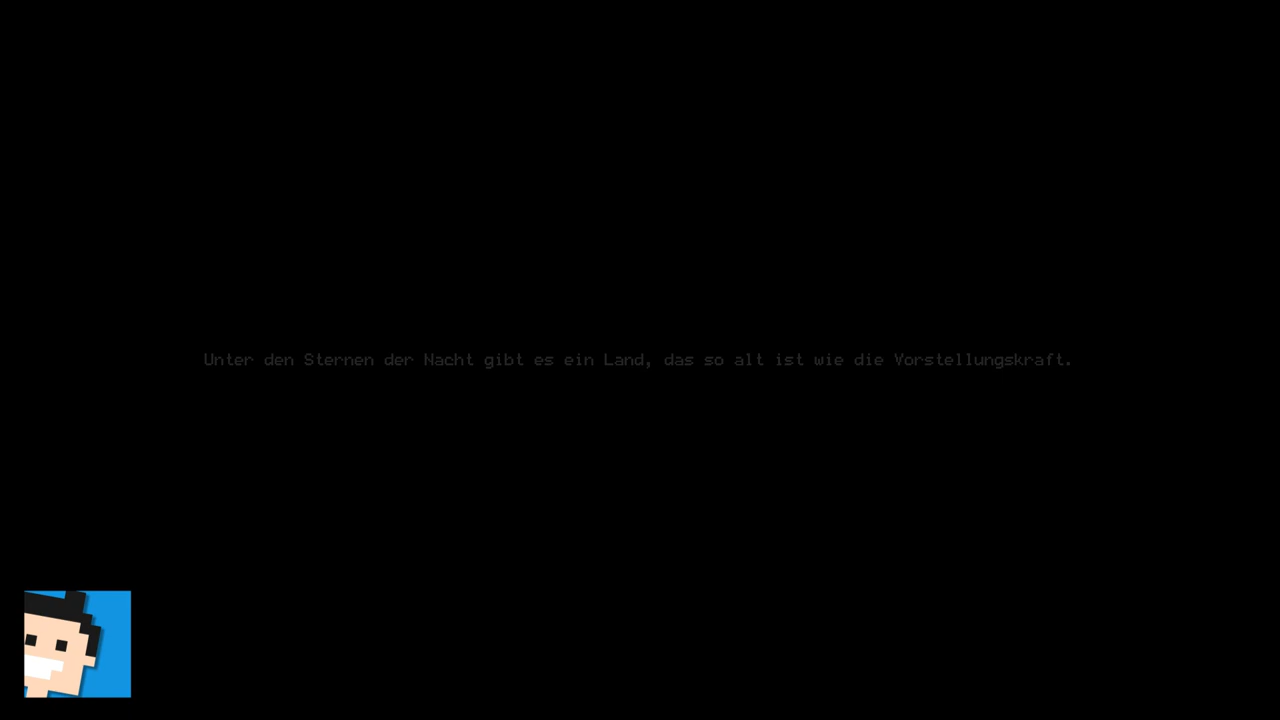 Unter den Sternen der Nacht gibt es ein Land, das so alt ist wie die Vorstellungskraft.